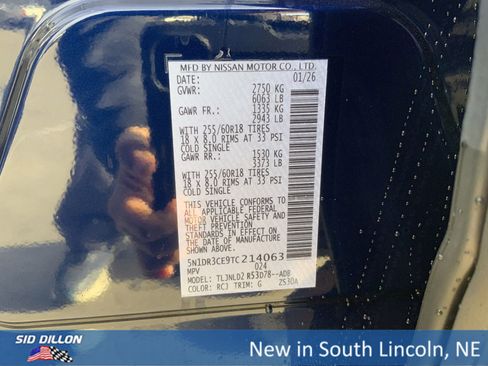 MFD BY NISSAN MOTOR CO., LTD.
DATE: 01/26
GVWR: 2750 KG
6063 LB
GAWR FR.: 1335 KG
2943 LB
WITH 255/60R18 TIRES
18 X 8.0 RIMS AT 33 PSI
COLD SINGLE
GAWR RR.: 1530 KG
3373 LB
WITH 255/60R18 TIRES
18 X 8.0 RIMS AT 33 PSI
COLD SINGLE
THIS VEHICLE CONFORMS TO
ALL APPLICABLE FEDERAL
MOTOR VEHICLE SAFETY AND
THEFT PREVENTION
STANDARDS IN EFFECT ON THE
DATE OF MANUFACTURE
SHOWN ABOVE.
5N1DR3CE9TC214063
MPV 024
MODEL: TLJNLDZ R53D78--ADB
COLOR: RCJ TRIM: G ZS30A
SID DILLON
New in South Lincoln, NE